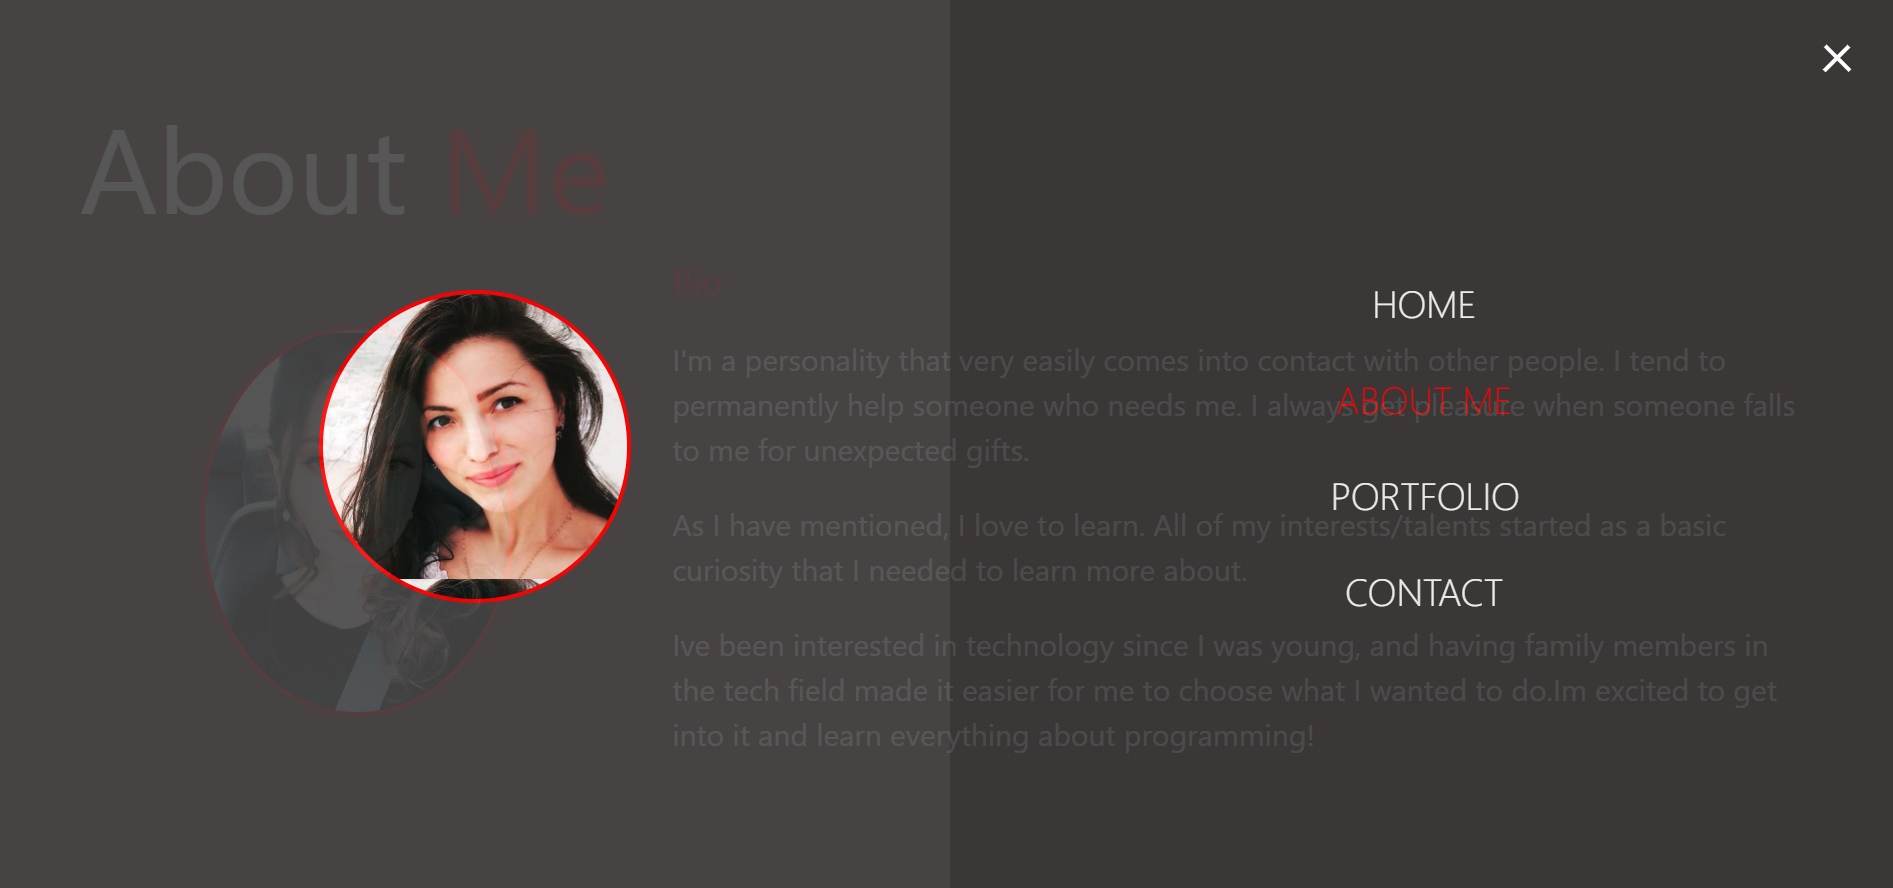 About Me
Bio
I'm a personality that very easily comes into contact with other people. I tend to
permanently help someone who needs me. I always get pleasure when someone falls
to me for unexpected gifts.
As I have mentioned, I love to learn. All of my interests/talents started as a basic
curiosity that I needed to learn more about.
Ive been interested in technology since I was young, and having family members in
the tech field made it easier for me to choose what I wanted to do.Im excited to get
into it and learn everything about programming!
HOME
ABOUT ME
PORTFOLIO
CONTACT